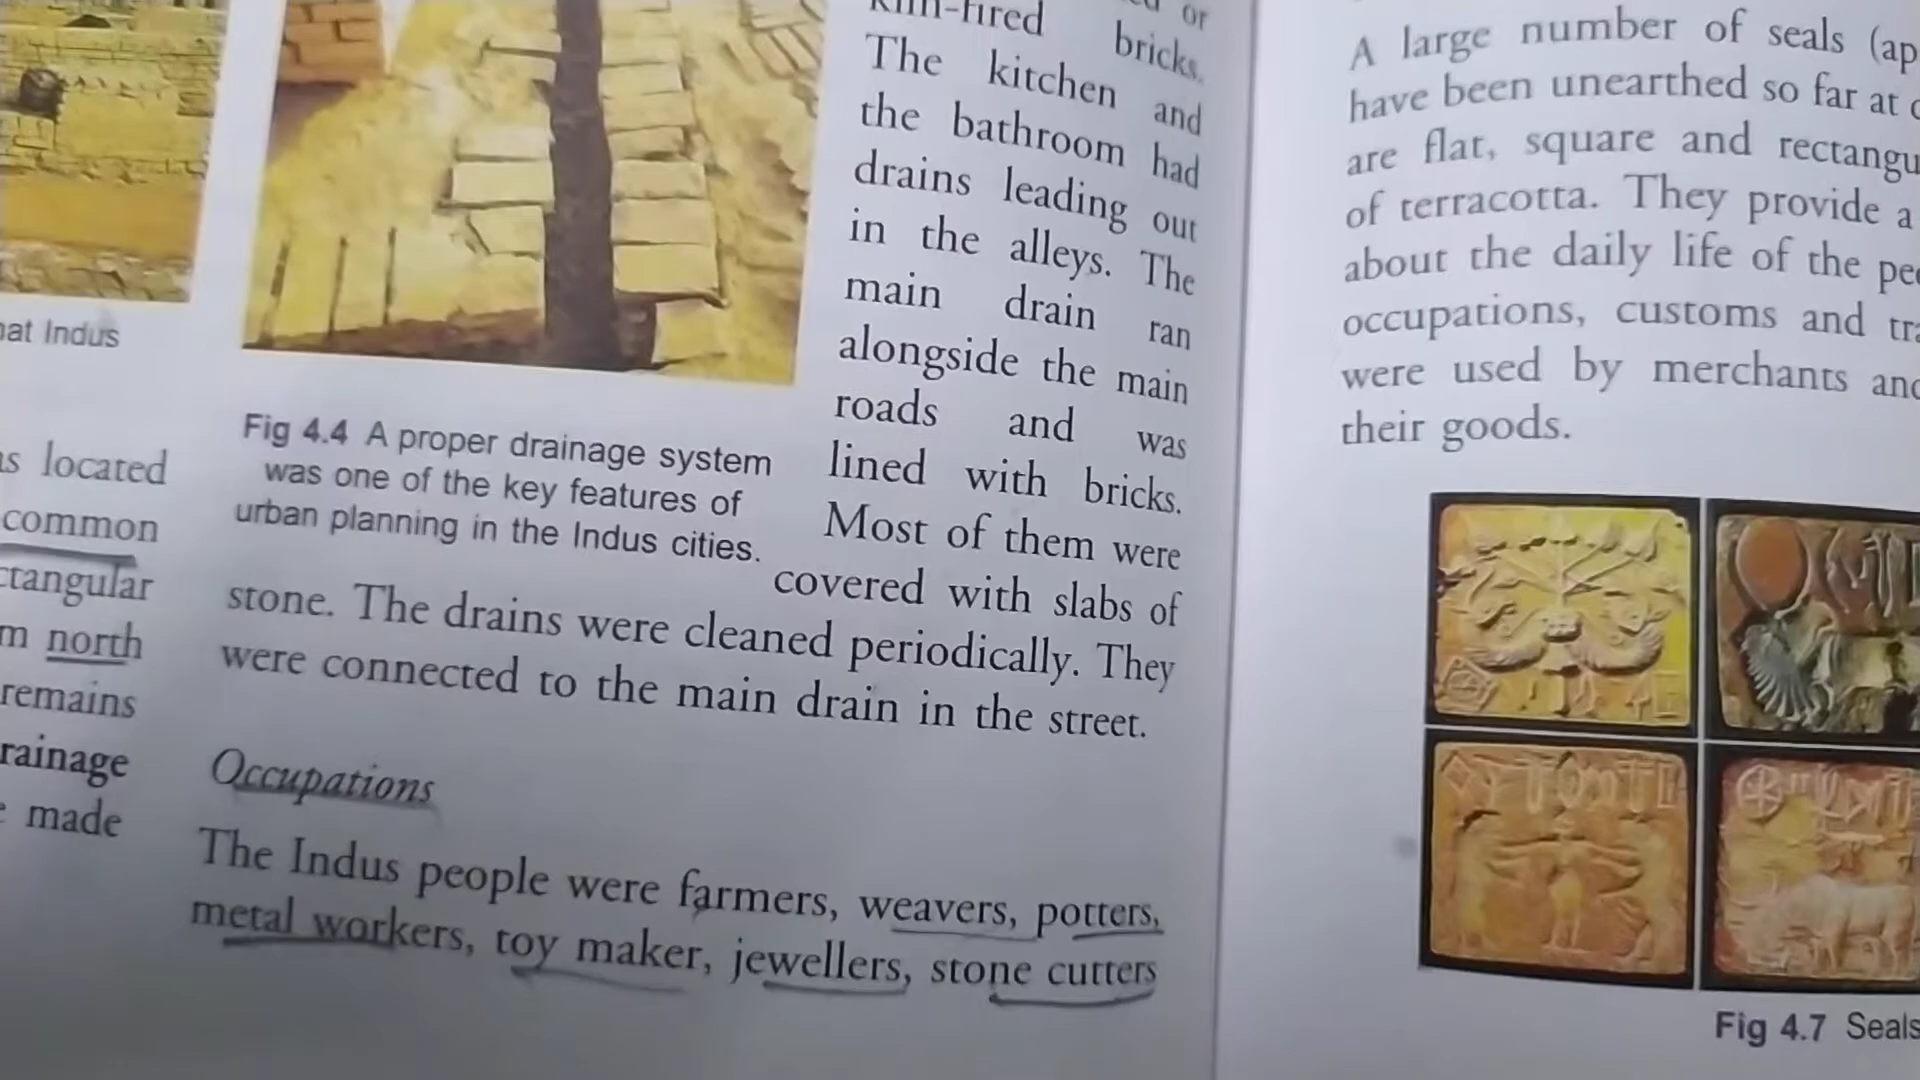 hat Indus
s located
common
ctangular
m north
remains
rainage
e made
Fig 4.4 A proper drainage system
was one of the key features of
urban planning in the Indus cities.
or
kiln-fired bricks.
The kitchen and
the bathroom had
drains leading out
in the alleys. The
main drain ran
alongside the main
roads and was
lined with bricks.
Most of them were
covered with slabs of
stone. The drains were cleaned periodically. They
were connected to the main drain in the street.
Occupations
The Indus people were farmers, weavers, potters,
metal workers, toy maker, jewellers, stone cutters
A large number of seals (ap
have been unearthed so far at
are flat, square and rectangu
of terracotta. They provide a
about the daily life of the pe
occupations, customs and tra
were used by merchants and
their goods.
Fig 4.7 Seals